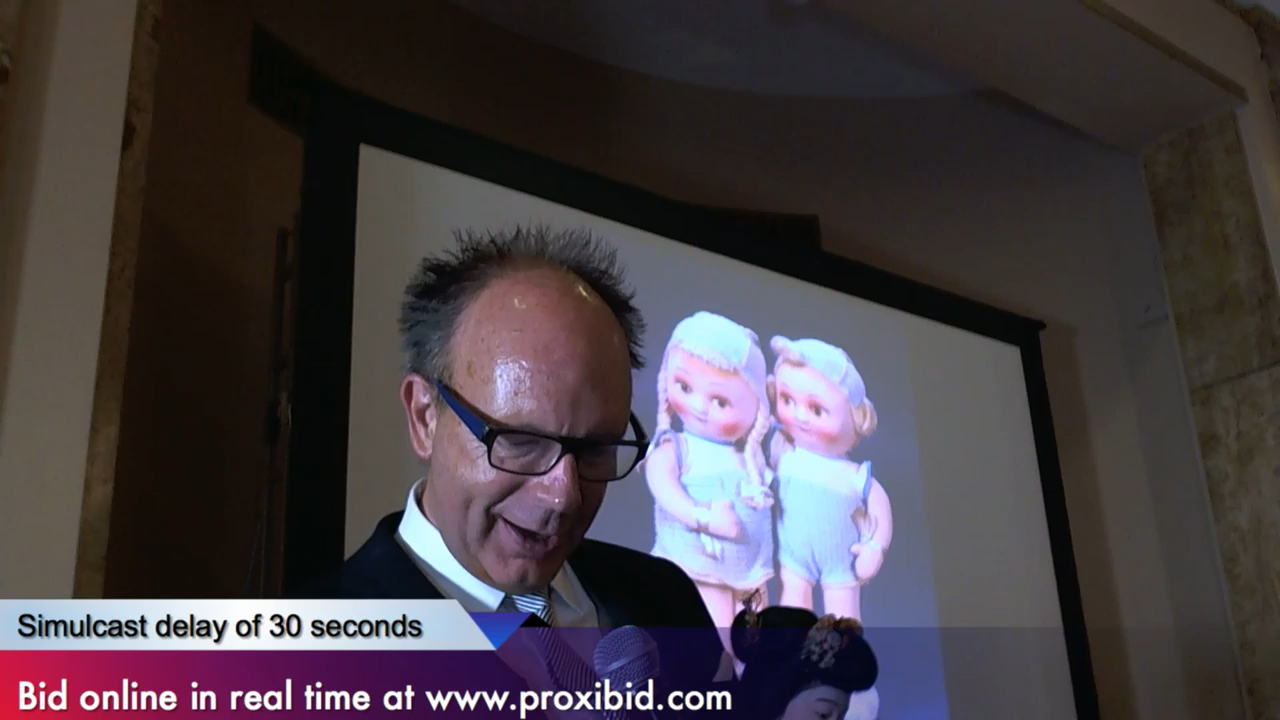 Simulcast delay of 30 seconds
Bid online in real time at www.proxibid.com